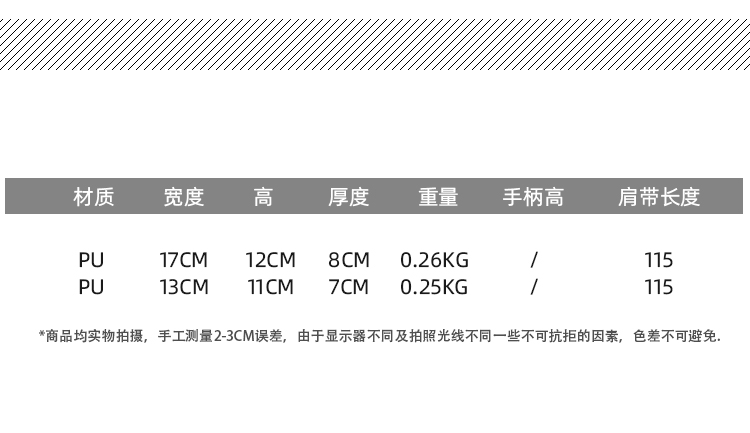 材质 宽度 高 厚度 重量 手柄高 肩带长度
PU 17CM 12CM 8CM 0.26KG / 115
PU 13CM 11CM 7CM 0.25KG / 115
*商品均实物拍摄，手工测量2-3CM误差，由于显示器不同及拍照光线不同一些不可抗拒的因素，色差不可避免.